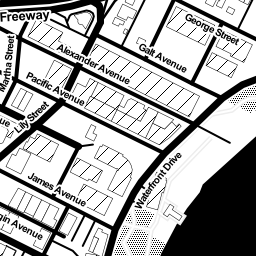 Freeway
George Street
Martha Street
Alexander Avenue
Galt Avenue
Pacific Avenue
Lily Street
Waterfront Drive
James Avenue